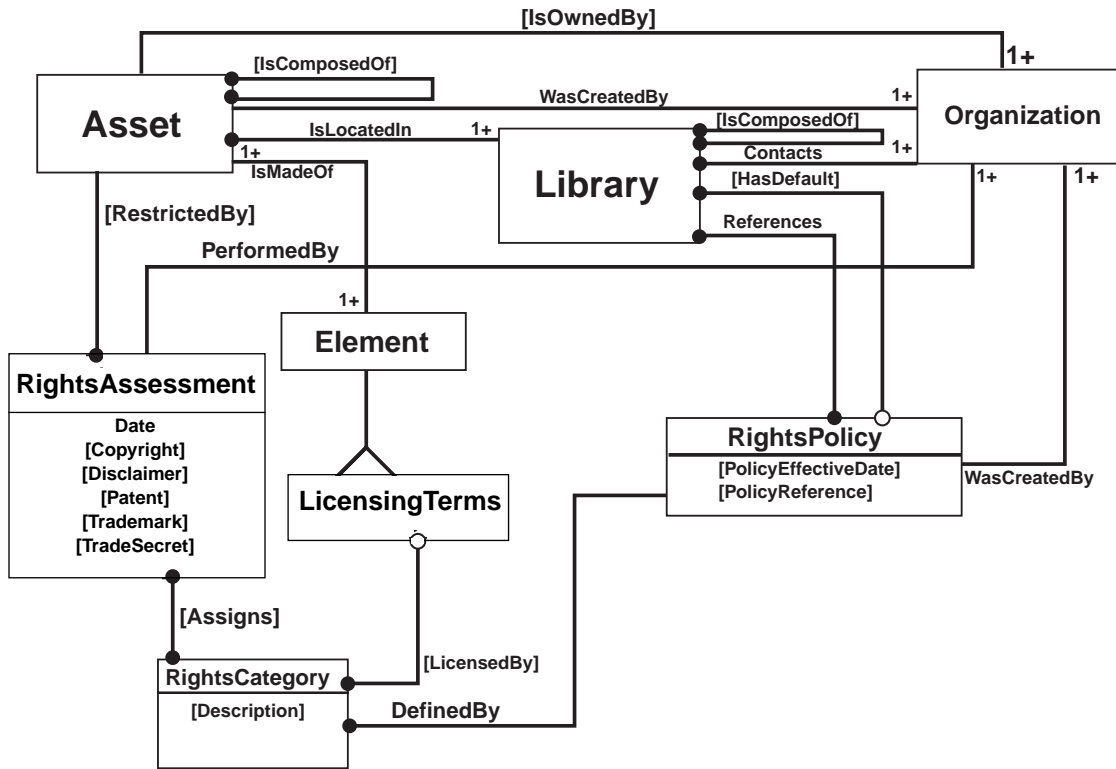 [IsOwnedBy]
1+
[IsComposedOf]
Asset
WasCreatedBy
1+
Organization
[IsComposedOf]
IsLocatedIn
1+
1+
Contacts
1+
IsMadeOf
Library
[HasDefault]
1+
1+
[RestrictedBy]
References
PerformedBy
1+
Element
RightsAssessment
Date
[Copyright]
[Disclaimer]
[Patent]
[Trademark]
[TradeSecret]
RightsPolicy
[PolicyEffectiveDate]
[PolicyReference]
WasCreatedBy
LicensingTerms
[Assigns]
[LicensedBy]
RightsCategory
[Description]
DefinedBy